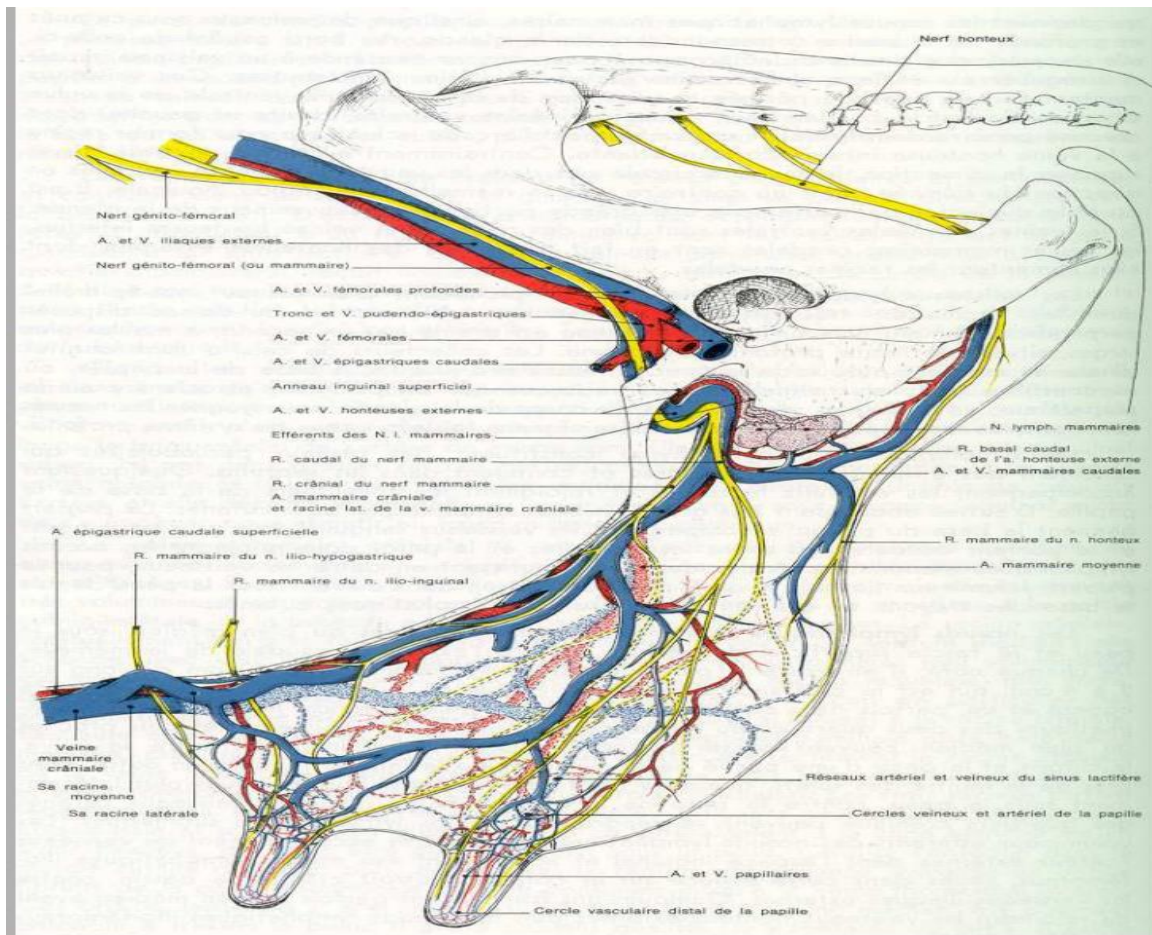 Nerf honteux
Nerf génito-fémoral
A. et V. iliaques externes
Nerf génito-fémoral (ou mammaire)
A. et V. fémorales profondes
Tronc et V. pudendo-épigastriques
A. et V. fémorales
A. et V. épigastriques caudales
Anneau inguinal superficiel
A. et V. honteuses externes
Efférents des N. l. mammaires
R. caudal du nerf mammaire
R. crânial du nerf mammaire
A. mammaire crâniale
et racine lat. de la v. mammaire crâniale
A. épigastrique caudale superficielle
R. mammaire du n. ilio-hypogastrique
R. mammaire du n. ilio-inguinal
N. lymph. mammaires
R. basal caudal
de l'a. honteuse externe
A. et V. mammaires caudales
R. mammaire du n. honteux
A. mammaire moyenne
Veine
mammaire
crâniale
Sa racine
moyenne
Sa racine latérale
Réseaux artériel et veineux du sinus lactifère
Cercles veineux et artériel de la papille
A. et V. papillaires
Cercle vasculaire distal de la papille